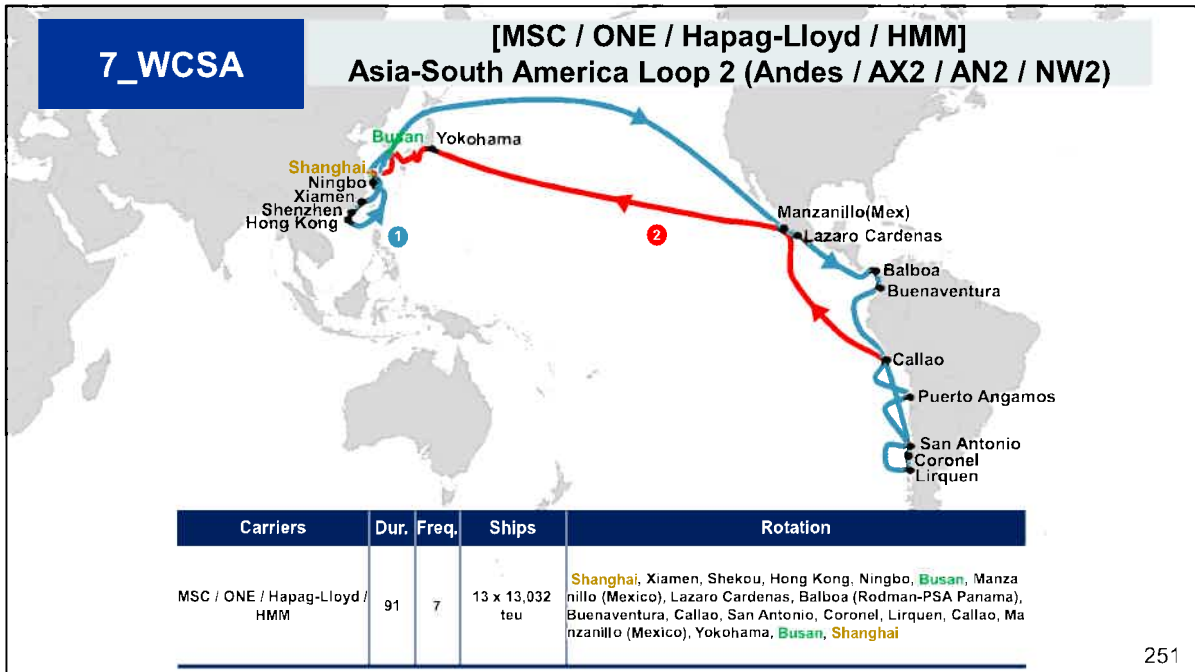 7_WCSA
[MSC / ONE / Hapag-Lloyd / HMM]
Asia-South America Loop 2 (Andes / AX2 / AN2 / NW2)
Busan
Yokohama
Shanghai
Ningbo
Xiamen
Shenzhen
Hong Kong
1
2
Manzanillo(Mex)
Lazaro Cardenas
Balboa
Buenaventura
Callao
Puerto Angamos
San Antonio
Coronel
Lirquen
Carriers Dur. Freq. Ships Rotation
MSC / ONE / Hapag-Lloyd /
HMM
91
7
13 x 13,032
teu
Shanghai, Xiamen, Shekou, Hong Kong, Ningbo, Busan, Manza
nillo (Mexico), Lazaro Cardenas, Balboa (Rodman-PSA Panama),
Buenaventura, Callao, San Antonio, Coronel, Lirquen, Callao, Ma
nzanillo (Mexico), Yokohama, Busan, Shanghai
251